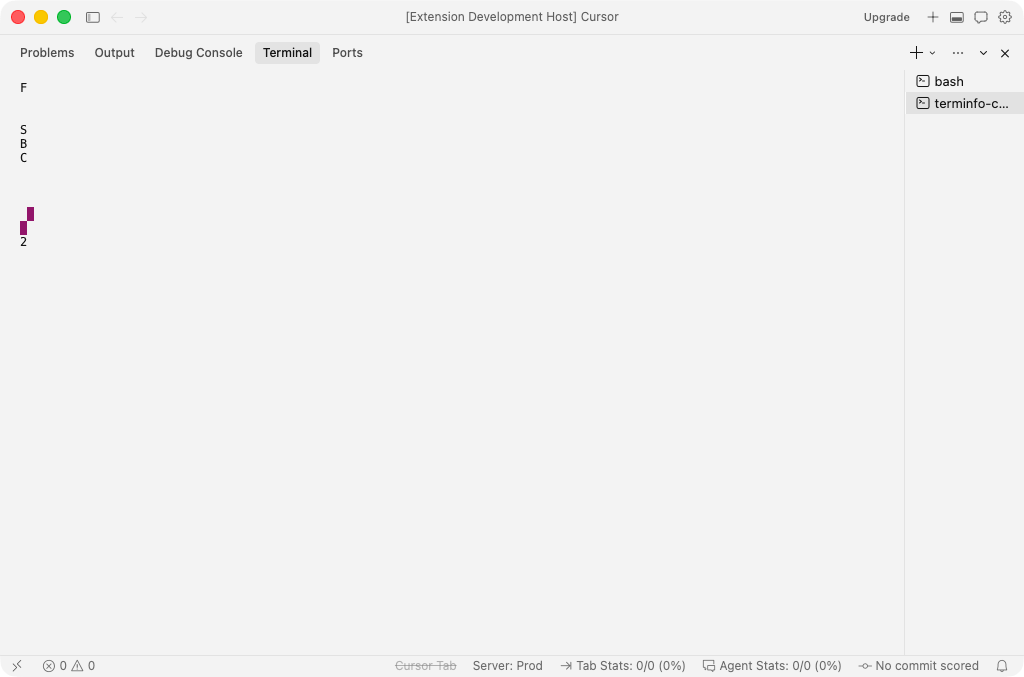 [Extension Development Host] Cursor
Upgrade
Problems Output Debug Console Terminal Ports
bash
terminfo-c...
F
S
B
C
2
0 0
Cursor Tab Server: Prod Tab Stats: 0/0 (0%) Agent Stats: 0/0 (0%) No commit scored